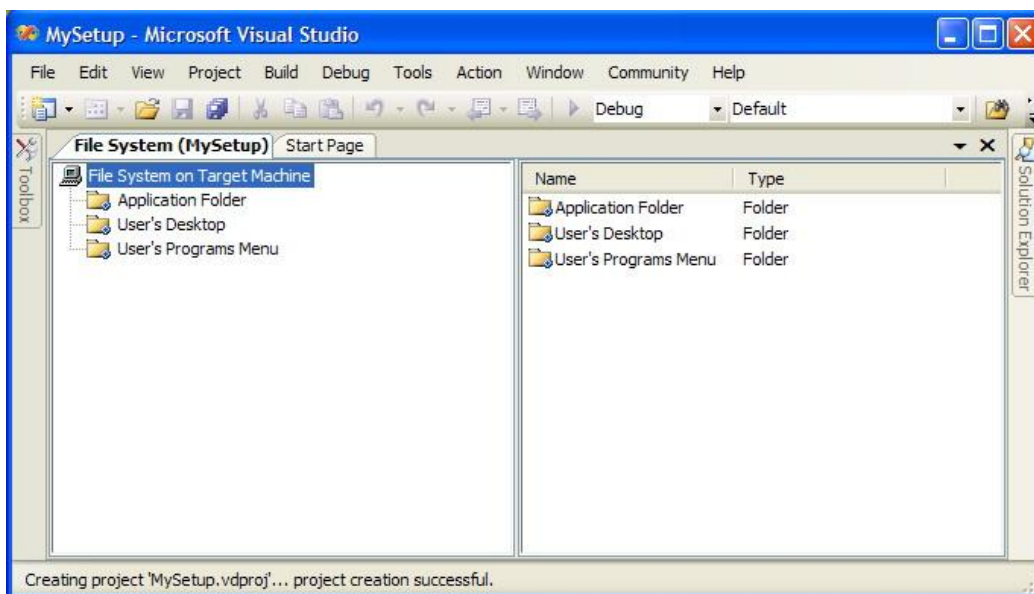 MySetup - Microsoft Visual Studio
File Edit View Project Build Debug Tools Action Window Community Help
Debug Default
File System (MySetup) Start Page
Toolbox
File System on Target Machine
Application Folder
User's Desktop
User's Programs Menu
Name Type
Application Folder Folder
User's Desktop Folder
User's Programs Menu Folder
Solution Explorer
Creating project 'MySetup.vdproj'... project creation successful.